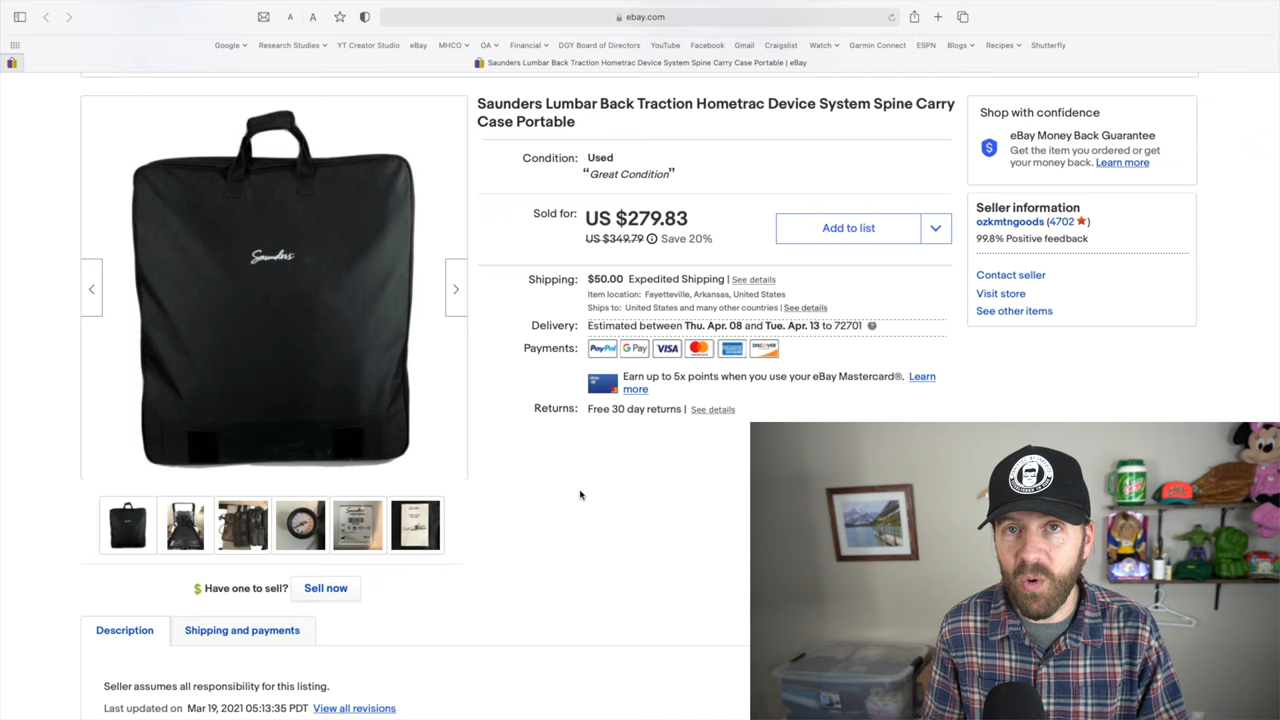 ebay.com
A A
Google Research Studies YT Creator Studio eBay MHCO OA Financial DGY Board of Directors YouTube Facebook Gmail Craigslist Watch Garmin Connect ESPN Blogs Recipes Shutterfly
Saunders Lumbar Back Traction Hometrac Device System Spine Carry Case Portable | eBay
Saunders
Saunders Lumbar Back Traction Hometrac Device System Spine Carry
Case Portable
Condition: Used
“Great Condition”
Sold for: US $279.83
US $349.79 Save 20%
Add to list
Shipping: $50.00 Expedited Shipping | See details
Item location: Fayetteville, Arkansas, United States
Ships to: United States and many other countries | See details
Delivery: Estimated between Thu. Apr. 08 and Tue. Apr. 13 to 72701
Payments: PayPal G Pay VISA mastercard AMERICAN EXPRESS DISCOVER
Earn up to 5x points when you use your eBay Mastercard®. Learn
more
Returns: Free 30 day returns | See details
Shop with confidence
eBay Money Back Guarantee
Get the item you ordered or get
your money back. Learn more
Seller information
ozkmtngoods (4702)
99.8% Positive feedback
Contact seller
Visit store
See other items
Have one to sell? Sell now
Description
Shipping and payments
Seller assumes all responsibility for this listing.
Last updated on Mar 19, 2021 05:13:35 PDT View all revisions